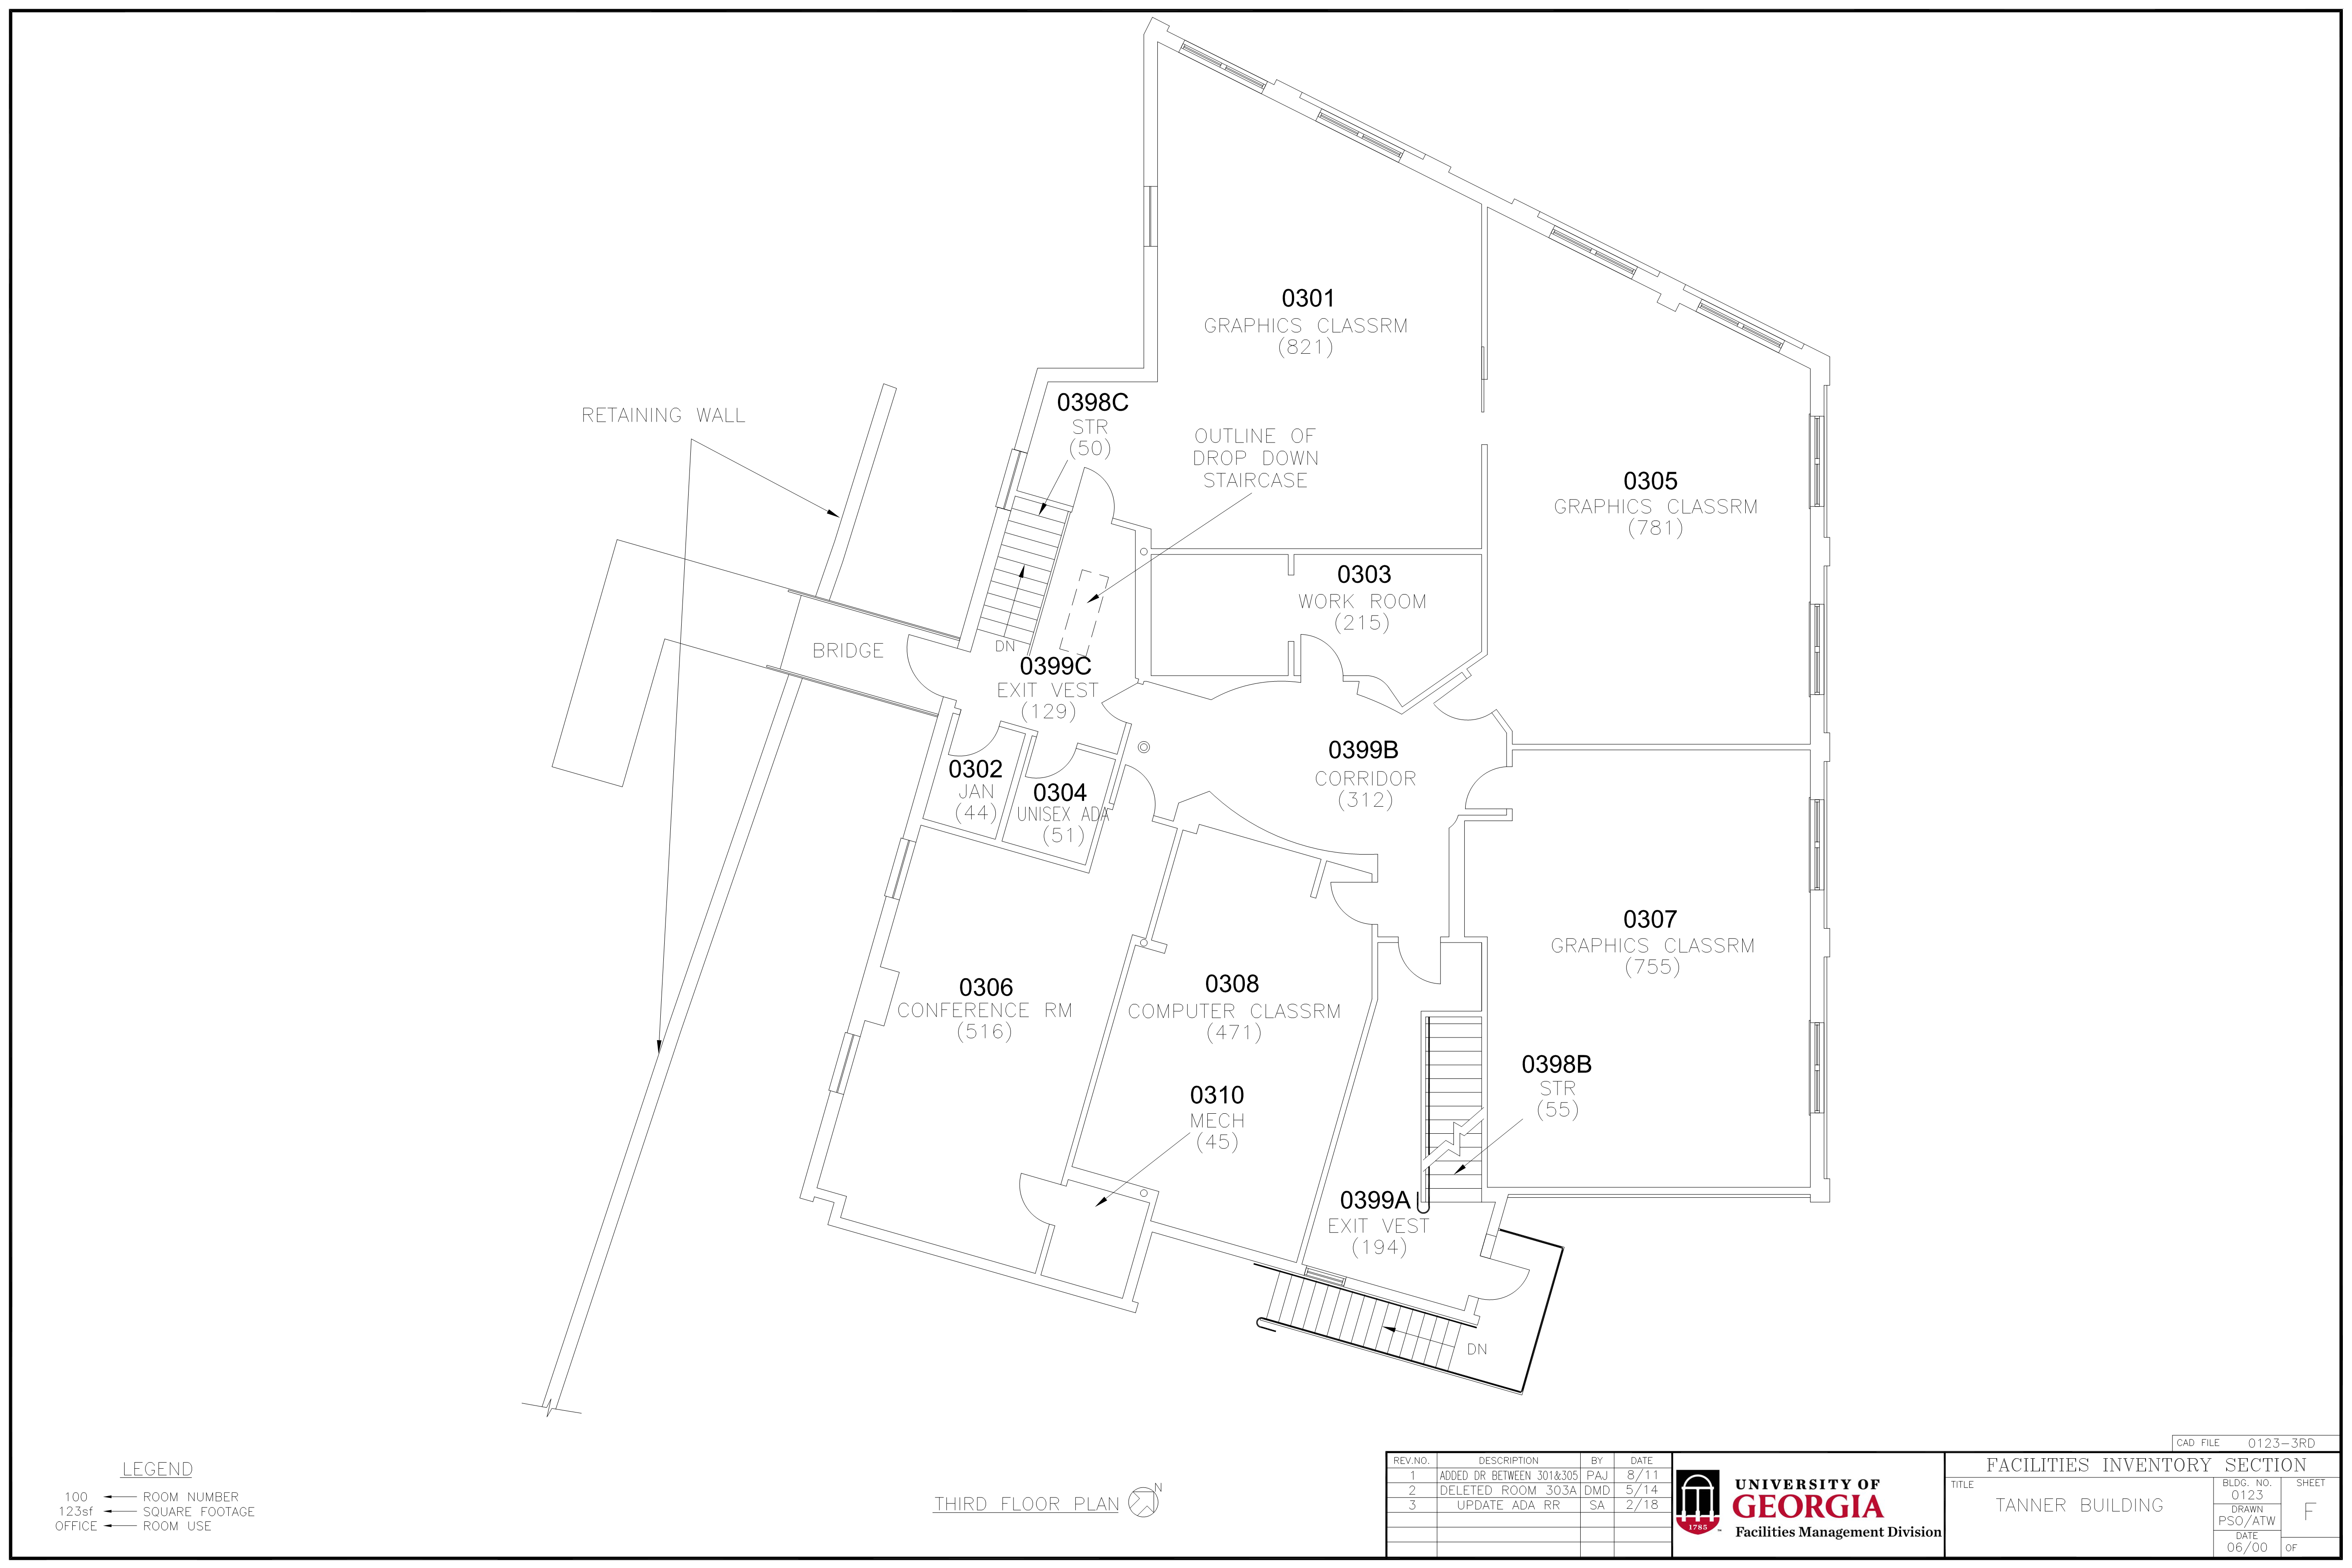 0301
GRAPHICS CLASSRM
(821)
0398C
STR
(50)
RETAINING WALL
OUTLINE OF
DROP DOWN
STAIRCASE
0305
GRAPHICS CLASSRM
(781)
0303
WORK ROOM
(215)
BRIDGE
DN
0399C
EXIT VEST
(129)
0399B
CORRIDOR
(312)
0302
JAN
(44)
0304
UNISEX ADA
(51)
0307
GRAPHICS CLASSRM
(755)
0306
CONFERENCE RM
(516)
0308
COMPUTER CLASSRM
(471)
0398B
STR
(55)
0310
MECH
(45)
0399A
EXIT VEST
(194)
DN
LEGEND
100 ROOM NUMBER
123sf SQUARE FOOTAGE
OFFICE ROOM USE
THIRD FLOOR PLAN
N
REV.NO. DESCRIPTION BY DATE
1 ADDED DR BETWEEN 301&305 PAJ 8/11
2 DELETED ROOM 303A DMD 5/14
3 UPDATE ADA RR SA 2/18
1785
UNIVERSITY OF
GEORGIA
Facilities Management Division
CAD FILE 0123-3RD
FACILITIES INVENTORY SECTION
TITLE
TANNER BUILDING
BLDG. NO.
0123
DRAWN
PSO/ATW
DATE
06/00
SHEET
F
OF